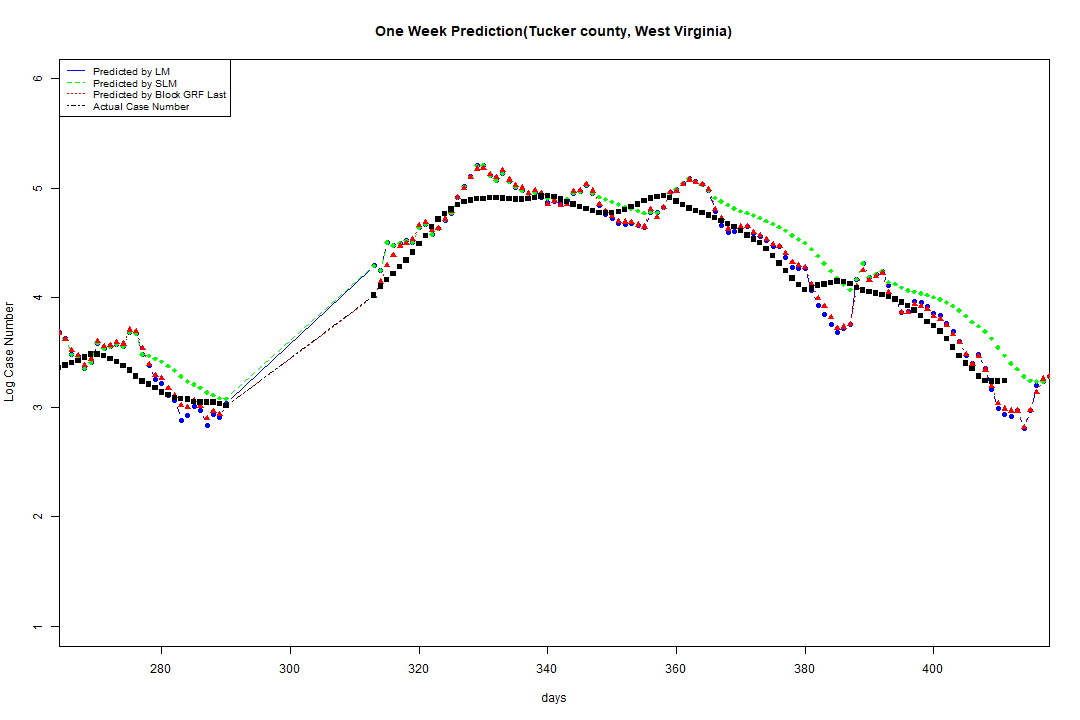 One Week Prediction(Tucker county, West Virginia)
Predicted by LM
Predicted by SLM
Predicted by Block GRF Last
Actual Case Number
6
5
4
3
2
1
Log Case Number
280 300 320 340 360 380 400
days